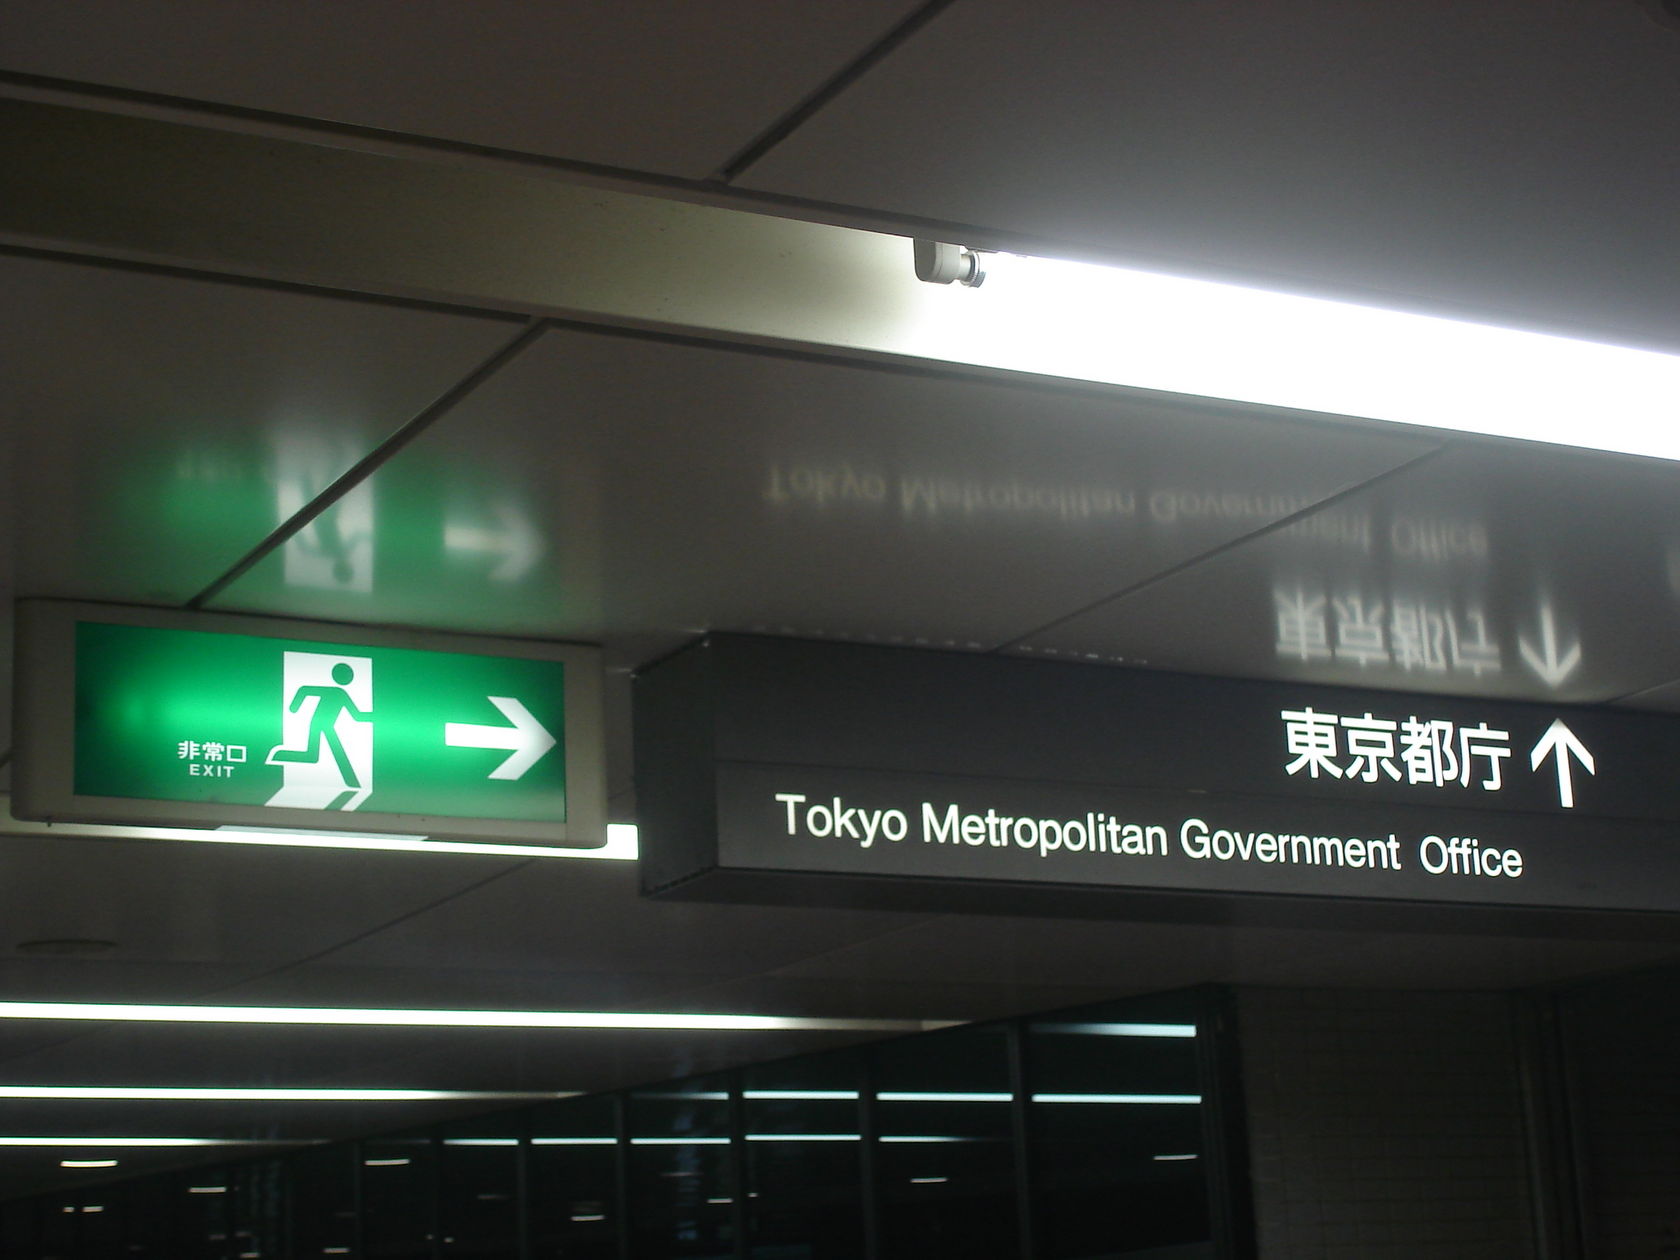 非常口
EXIT
東京都庁
Tokyo Metropolitan Government Office